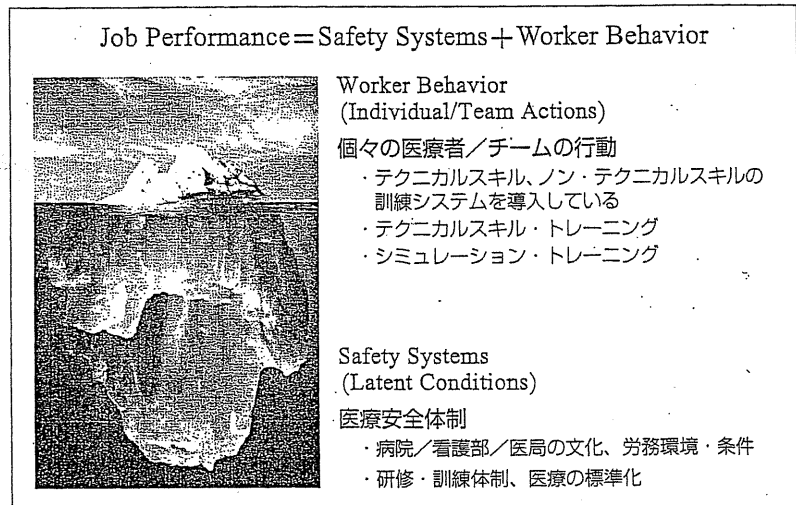 Job Performance=Safety Systems+Worker Behavior
Worker Behavior
(Individual/Team Actions)
個々の医療者／チームの行動
・テクニカルスキル、ノン・テクニカルスキルの
訓練システムを導入している
・テクニカルスキル・トレーニング
・シミュレーション・トレーニング
Safety Systems
(Latent Conditions)
医療安全体制
・病院／看護部／医局の文化、労務環境・条件
・研修・訓練体制、医療の標準化